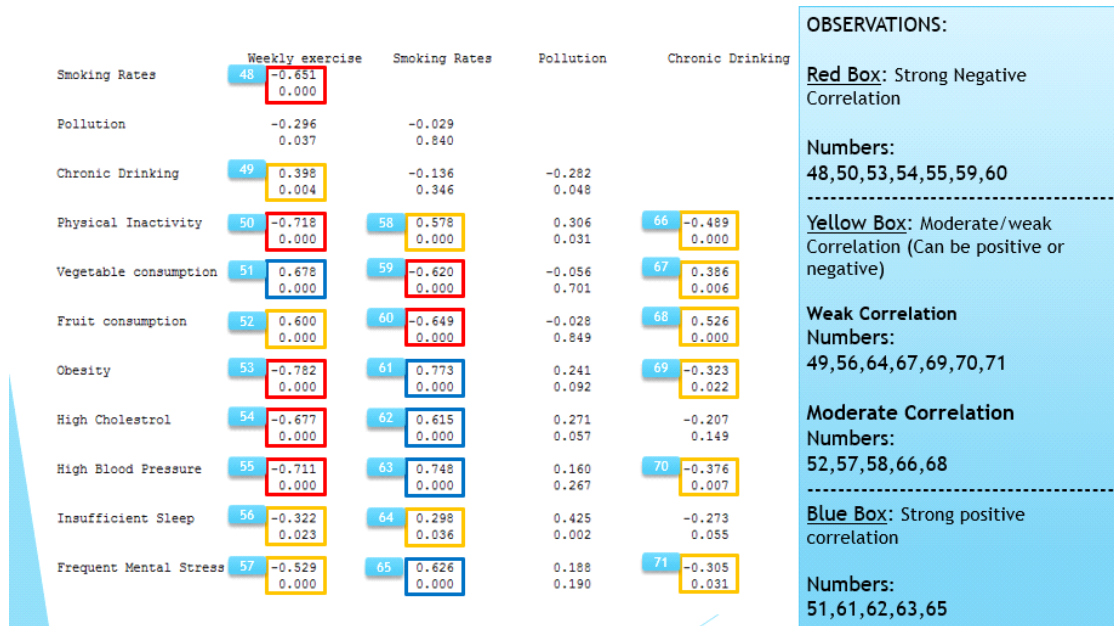 Weekly exercise Smoking Rates Pollution Chronic Drinking
Smoking Rates 48 -0.651
0.000
Pollution -0.296 -0.029
0.037 0.840
Chronic Drinking 49 0.398 -0.136 -0.282
0.004 0.346 0.048
Physical Inactivity 50 -0.718 58 0.578 0.306 66 -0.489
0.000 0.000 0.031 0.000
Vegetable consumption 51 0.678 59 -0.620 -0.056 67 0.386
0.000 0.000 0.701 0.006
Fruit consumption 52 0.600 60 -0.649 -0.028 68 0.526
0.000 0.000 0.849 0.000
Obesity 53 -0.782 61 0.773 0.241 69 -0.323
0.000 0.000 0.092 0.022
High Cholestrol 54 -0.677 62 0.615 0.271 -0.207
0.000 0.000 0.057 0.149
High Blood Pressure 55 -0.711 63 0.748 0.160 70 -0.376
0.000 0.000 0.267 0.007
Insufficient Sleep 56 -0.322 64 0.298 0.425 -0.273
0.023 0.036 0.002 0.055
Frequent Mental Stress 57 -0.529 65 0.626 0.188 71 -0.305
0.000 0.000 0.190 0.031
OBSERVATIONS:
Red Box: Strong Negative
Correlation
Numbers:
48,50,53,54,55,59,60
Yellow Box: Moderate/weak
Correlation (Can be positive or
negative)
Weak Correlation
Numbers:
49,56,64,67,69,70,71
Moderate Correlation
Numbers:
52,57,58,66,68
Blue Box: Strong positive
correlation
Numbers:
51,61,62,63,65